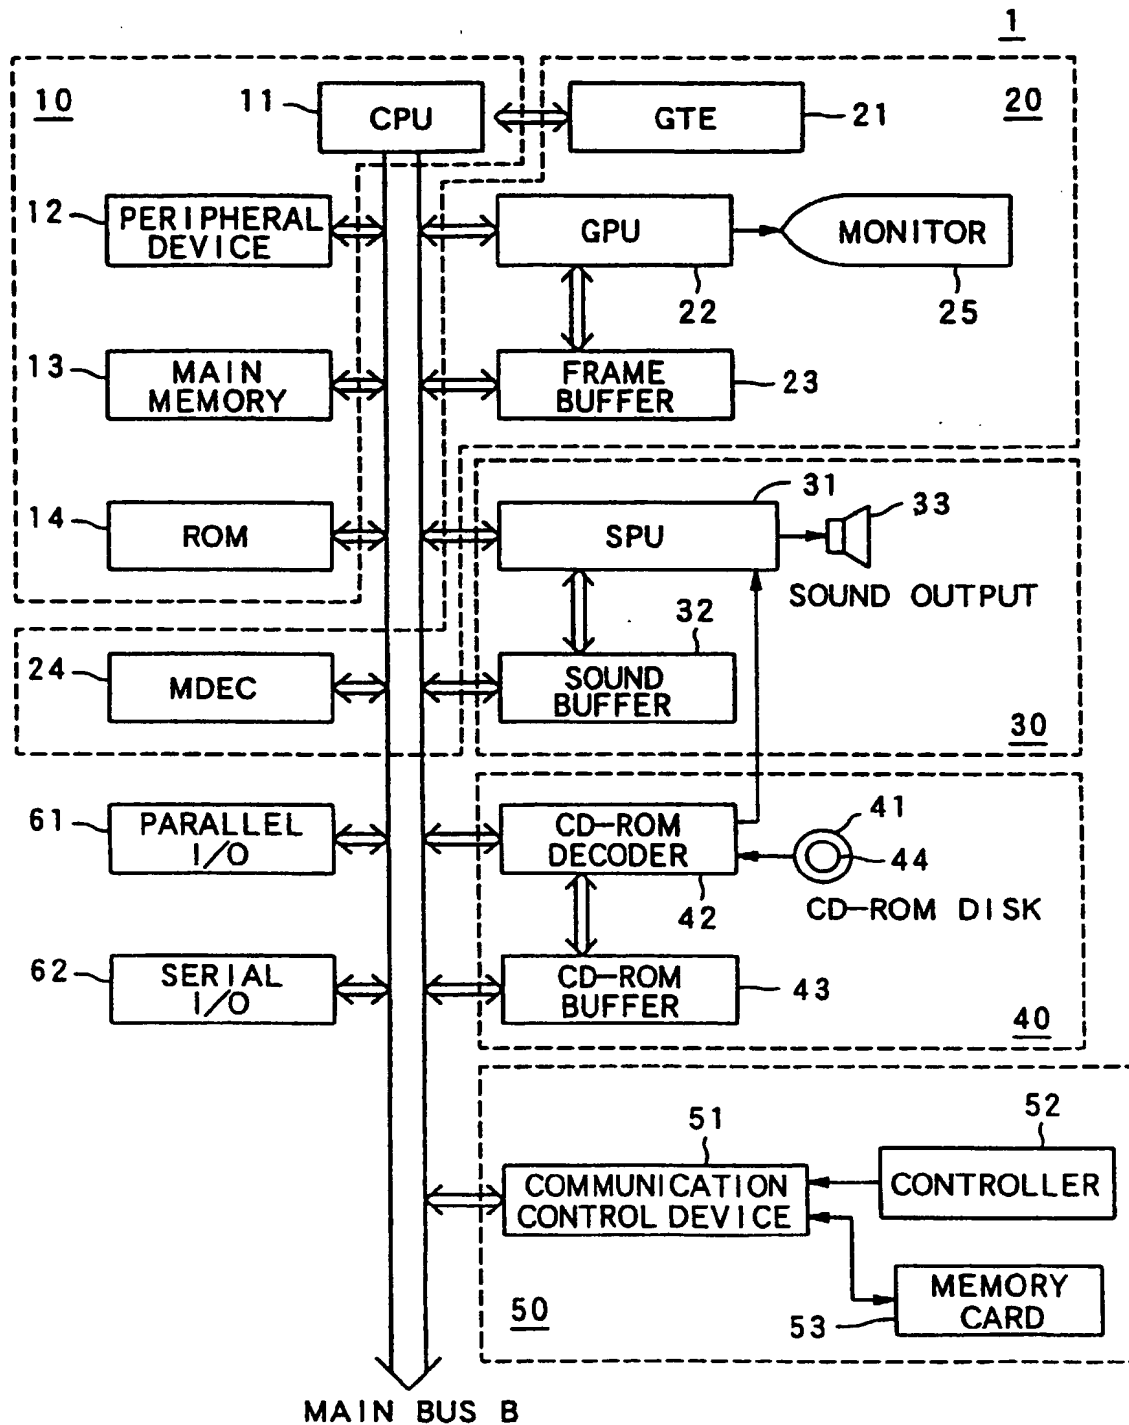 1
10
11
CPU
GTE
21
20
12
PERIPHERAL
DEVICE
GPU
MONITOR
22
25
13
MAIN
MEMORY
FRAME
BUFFER
23
14
ROM
31
SPU
33
SOUND OUTPUT
32
24
MDEC
SOUND
BUFFER
30
61
PARALLEL
I/O
CD-ROM
DECODER
41
44
42
CD-ROM DISK
62
SERIAL
I/O
CD-ROM
BUFFER
43
40
51
52
COMMUNICATION
CONTROL DEVICE
CONTROLLER
MEMORY
CARD
50
53
MAIN BUS B